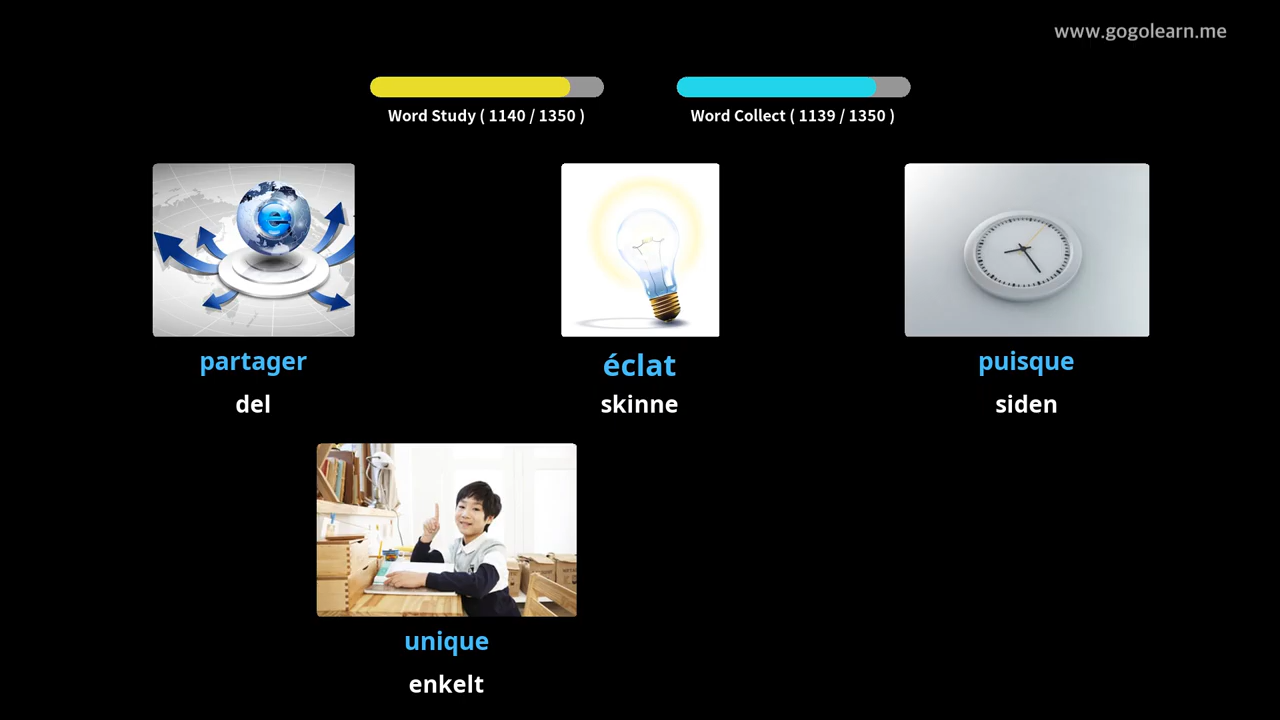 www.gogolearn.me
Word Study ( 1140 / 1350 )
Word Collect ( 1139 / 1350 )
e
partager
éclat
puisque
del
skinne
siden
unique
enkelt